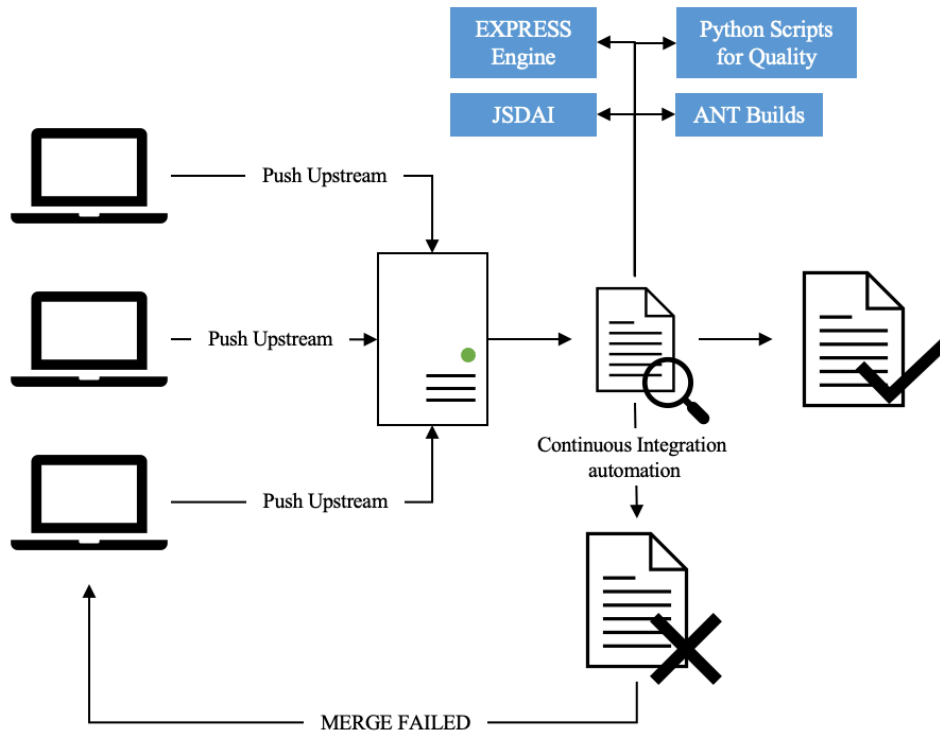 EXPRESS
Engine
Python Scripts
for Quality
JSDAI
ANT Builds
Push Upstream
Push Upstream
Push Upstream
Continuous Integration
automation
MERGE FAILED